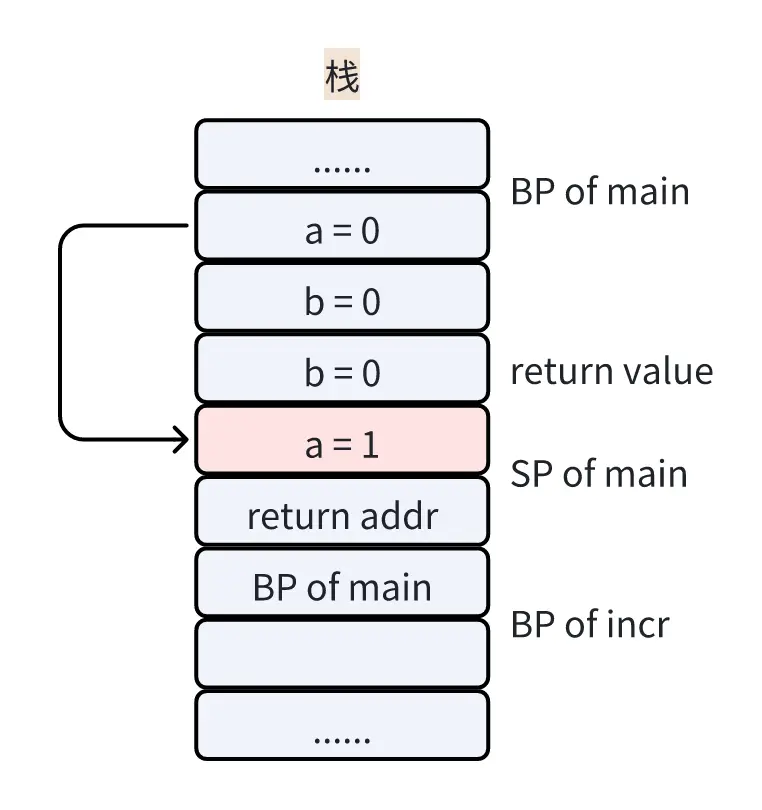 栈
......
BP of main
a = 0
b = 0
b = 0
return value
a = 1
SP of main
return addr
BP of main
BP of incr
......